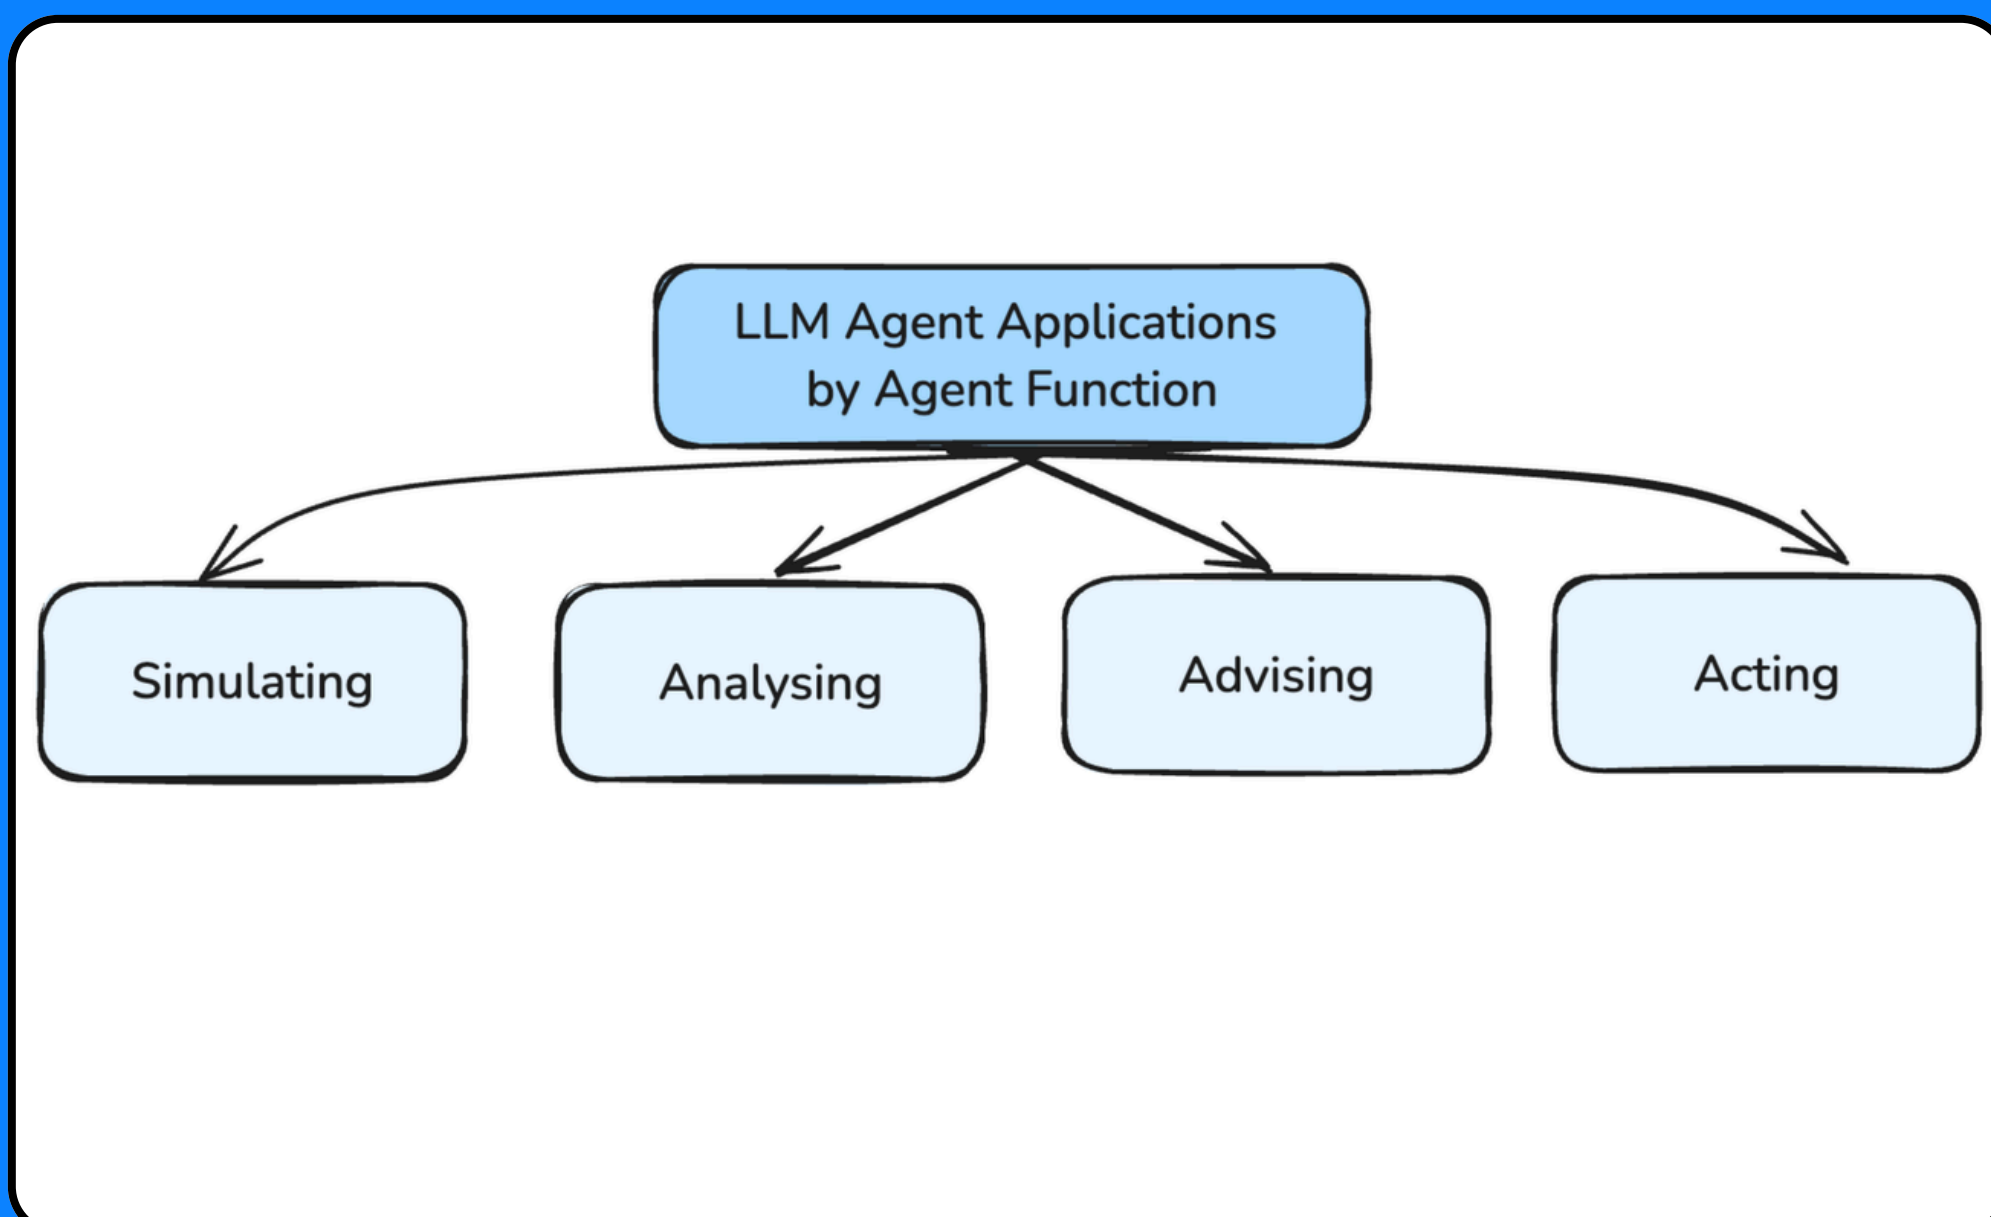 LLM Agent Applications
by Agent Function
Simulating
Analysing
Advising
Acting